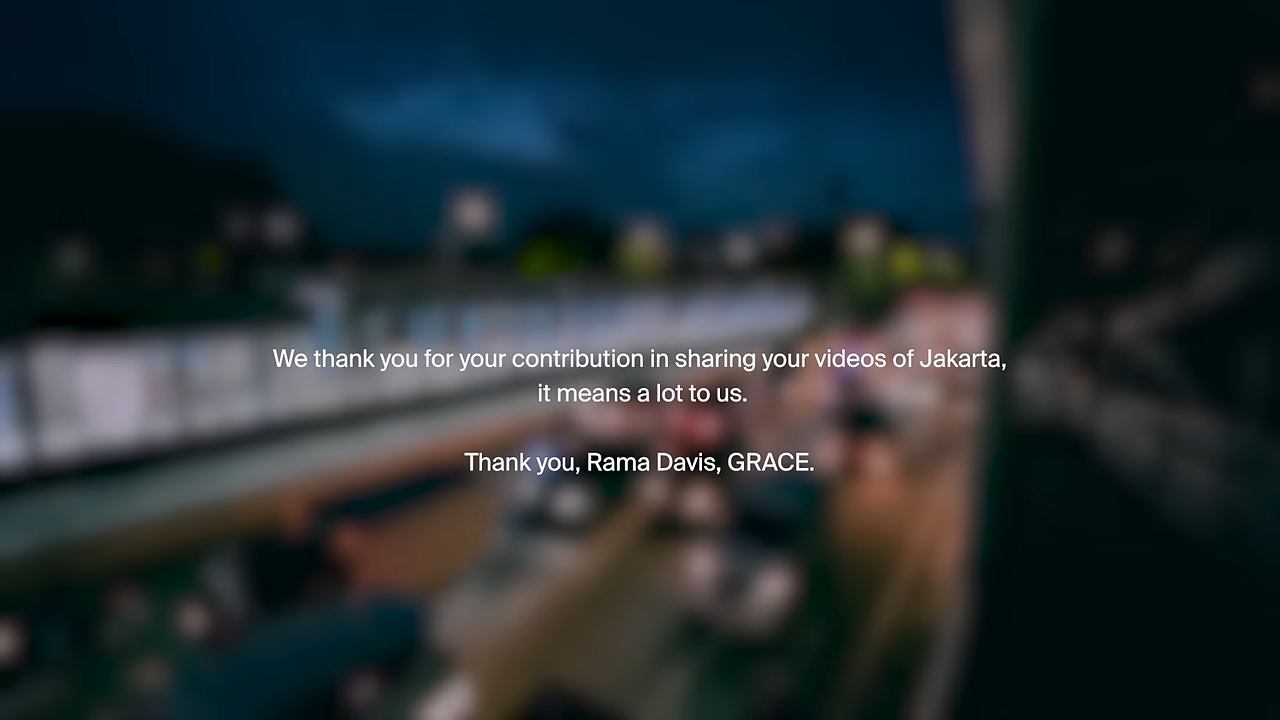 We thank you for your contribution in sharing your videos of Jakarta,
it means a lot to us.
Thank you, Rama Davis, GRACE.